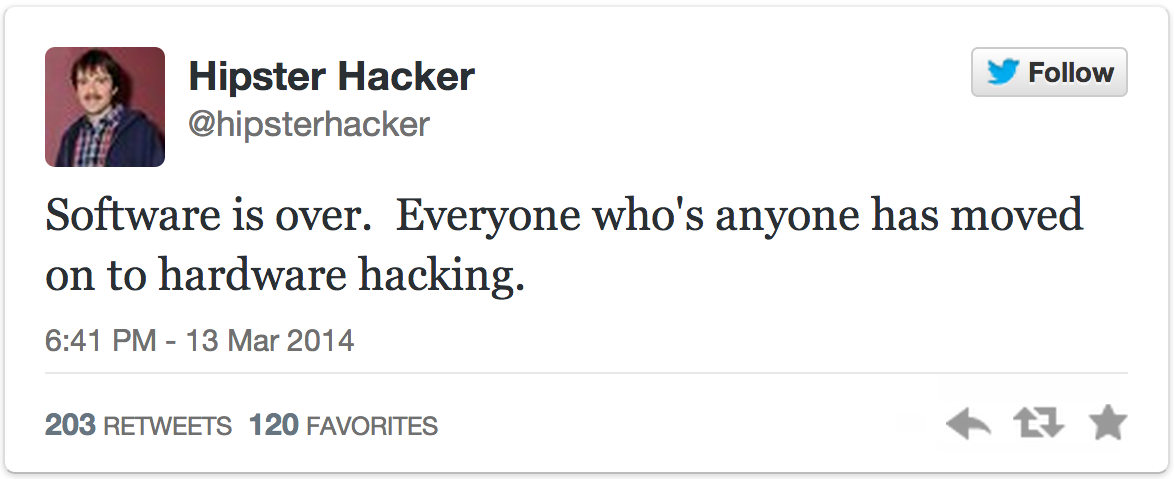 Hipster Hacker
@hipsterhacker
Follow
Software is over.  Everyone who's anyone has moved
on to hardware hacking.
6:41 PM - 13 Mar 2014
203 RETWEETS 120 FAVORITES